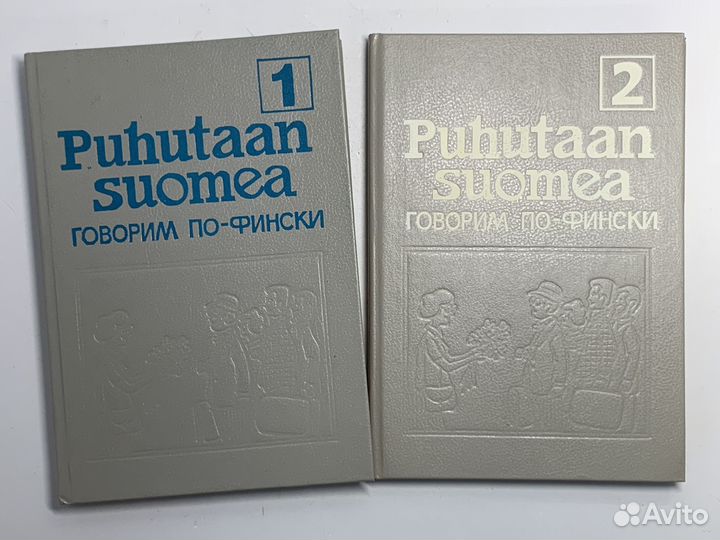 1
Puhutaan
suomea
ГОВОРИМ ПО-ФИНСКИ
2
Puhutaan
suomea
ГОВОРИМ ПО-ФИНСКИ
Avito